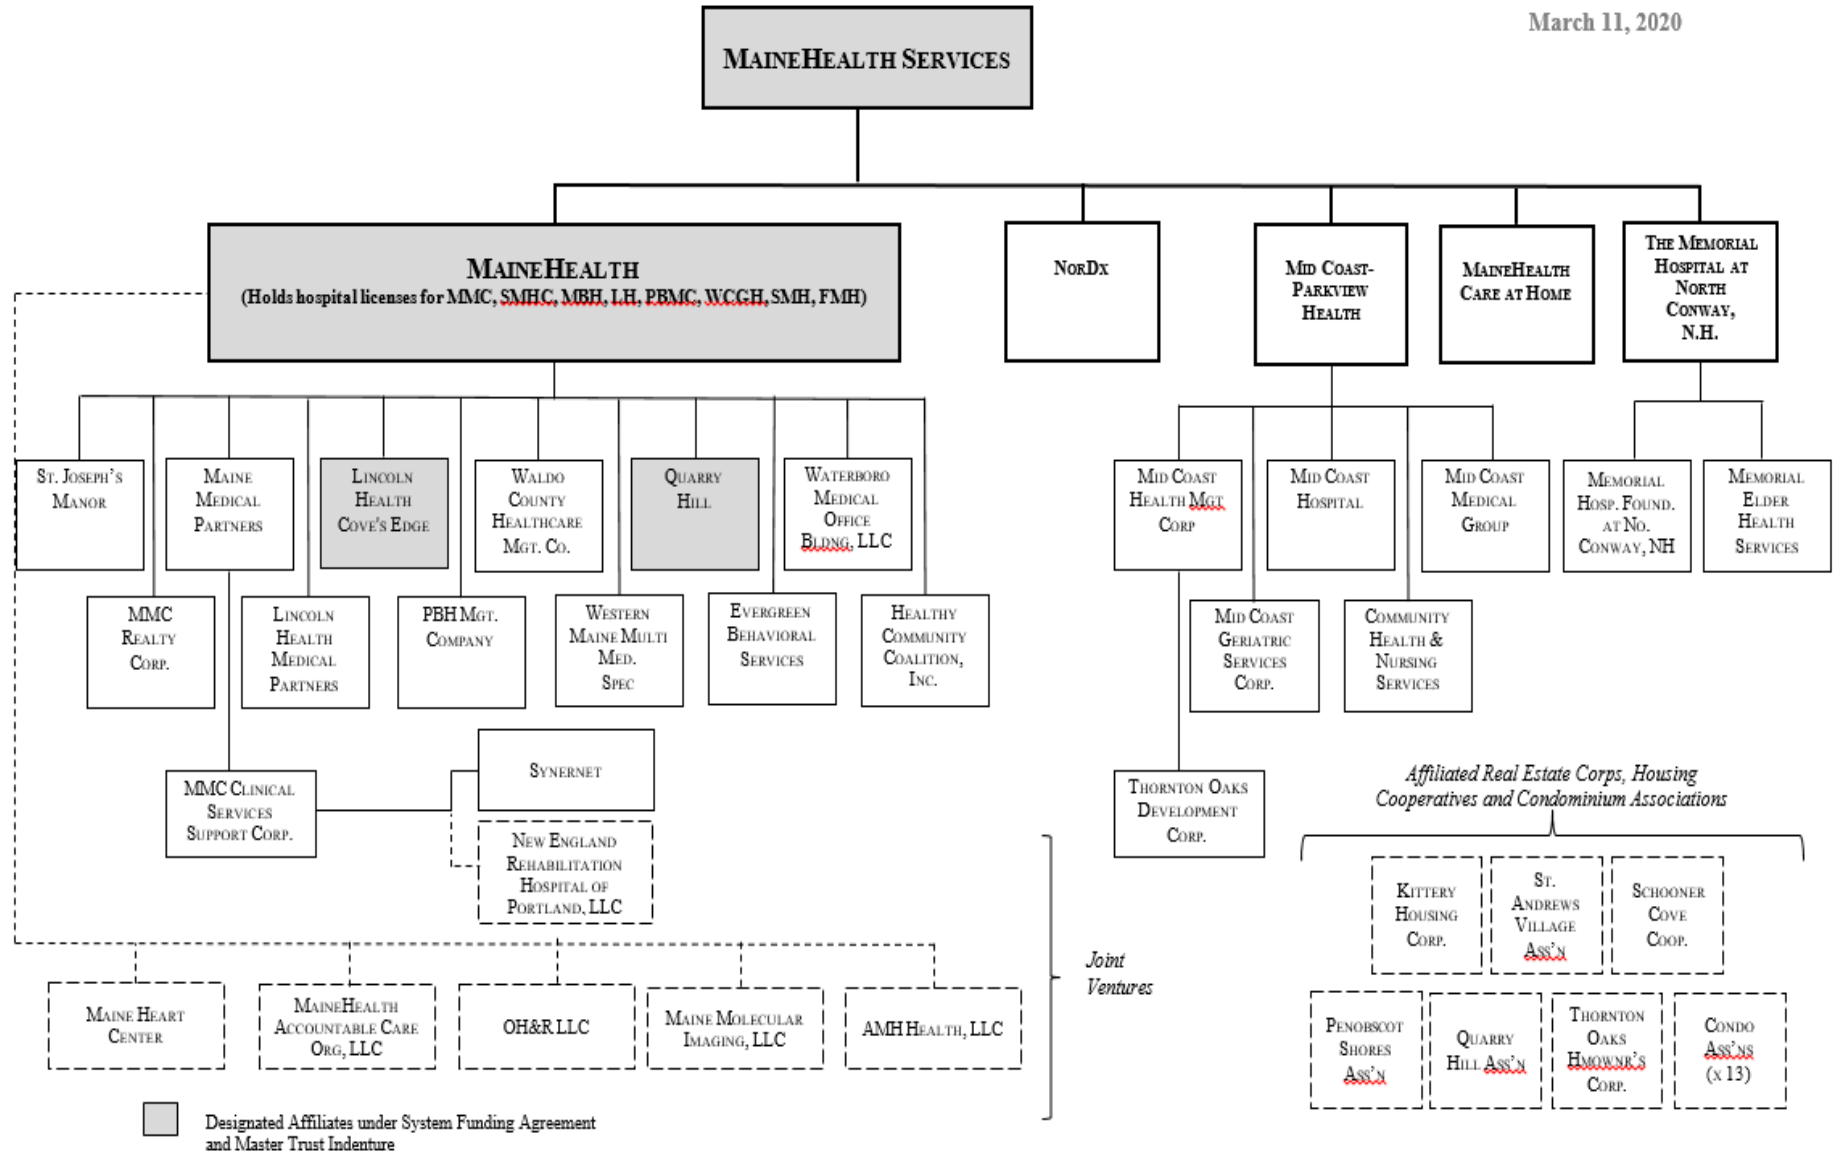 March 11, 2020
MAINEHEALTH SERVICES
MAINEHEALTH
(Holds hospital licenses for MMC, SMHC, MBH, LH, PBMC, WCGH, SMH, FMH)
NORDX
MID COAST-
PARKVIEW
HEALTH
MAINEHEALTH
CARE AT HOME
THE MEMORIAL
HOSPITAL AT
NORTH
CONWAY,
N.H.
ST. JOSEPH'S
MANOR
MAINE
MEDICAL
PARTNERS
LINCOLN
HEALTH
COVE'S EDGE
WALDO
COUNTY
HEALTHCARE
MGT. CO.
QUARRY
HILL
WATERBORO
MEDICAL
OFFICE
BLDNG, LLC
MID COAST
HEALTH MGT
CORP
MID COAST
HOSPITAL
MID COAST
MEDICAL
GROUP
MEMORIAL
HOSP. FOUND.
AT NO.
CONWAY, NH
MEMORIAL
ELDER
HEALTH
SERVICES
MMC
REALTY
CORP.
LINCOLN
HEALTH
MEDICAL
PARTNERS
PBH MGT.
COMPANY
WESTERN
MAINE MULTI
MED.
SPEC
EVERGREEN
BEHAVIORAL
SERVICES
HEALTHY
COMMUNITY
COALITION,
INC.
MID COAST
GERIATRIC
SERVICES
CORP.
COMMUNITY
HEALTH &
NURSING
SERVICES
MMC CLINICAL
SERVICES
SUPPORT CORP.
SYNERNET
NEW ENGLAND
REHABILITATION
HOSPITAL OF
PORTLAND, LLC
THORNTON OAKS
DEVELOPMENT
CORP.
Affiliated Real Estate Corps, Housing
Cooperatives and Condominium Associations
KITTERY
HOUSING
CORP.
ST.
ANDREWS
VILLAGE
ASS'N
SCHOONER
COVE
COOP.
Joint
Ventures
MAINE HEART
CENTER
MAINEHEALTH
ACCOUNTABLE CARE
ORG, LLC
OH&R LLC
MAINE MOLECULAR
IMAGING, LLC
AMH HEALTH, LLC
PENOBSCOT
SHORES
ASS'N
QUARRY
HILL ASS'N
THORNTON
OAKS
HMOWNR'S
CORP.
CONDO
ASS'NS
(x 13)
Designated Affiliates under System Funding Agreement
and Master Trust Indenture